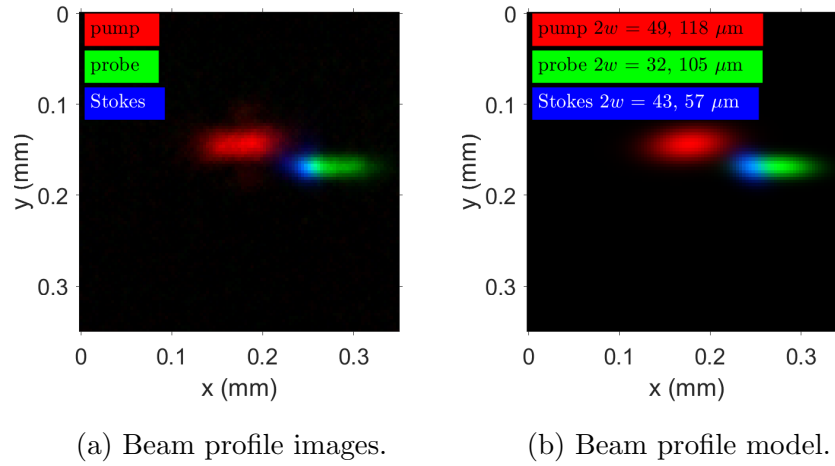 pump
probe
Stokes
0
0.1
0.2
0.3
y (mm)
0
0.1
0.2
0.3
x (mm)
(a) Beam profile images.
pump 2w = 49, 118 μm
probe 2w = 32, 105 μm
Stokes 2w = 43, 57 μm
0
0.1
0.2
0.3
y (mm)
0
0.1
0.2
0.3
x (mm)
(b) Beam profile model.